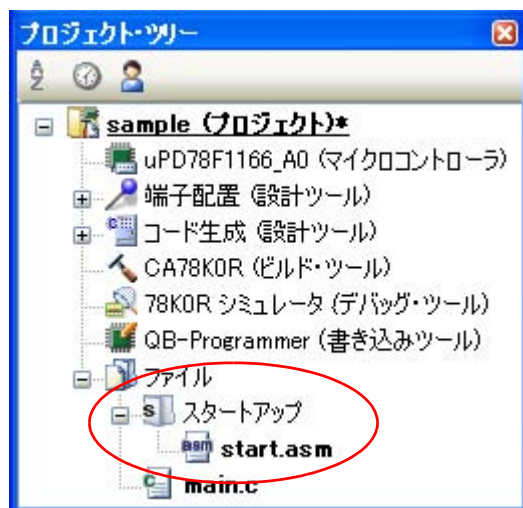 プロジェクト・ツリー
sample (プロジェクト)*
uPD78F1166_A0 (マイクロコントローラ)
端子配置 (設計ツール)
コード生成 (設計ツール)
CA78K0R (ビルド・ツール)
78K0R シミュレータ (デバッグ・ツール)
QB-Programmer (書き込みツール)
ファイル
スタートアップ
start.asm
main.c